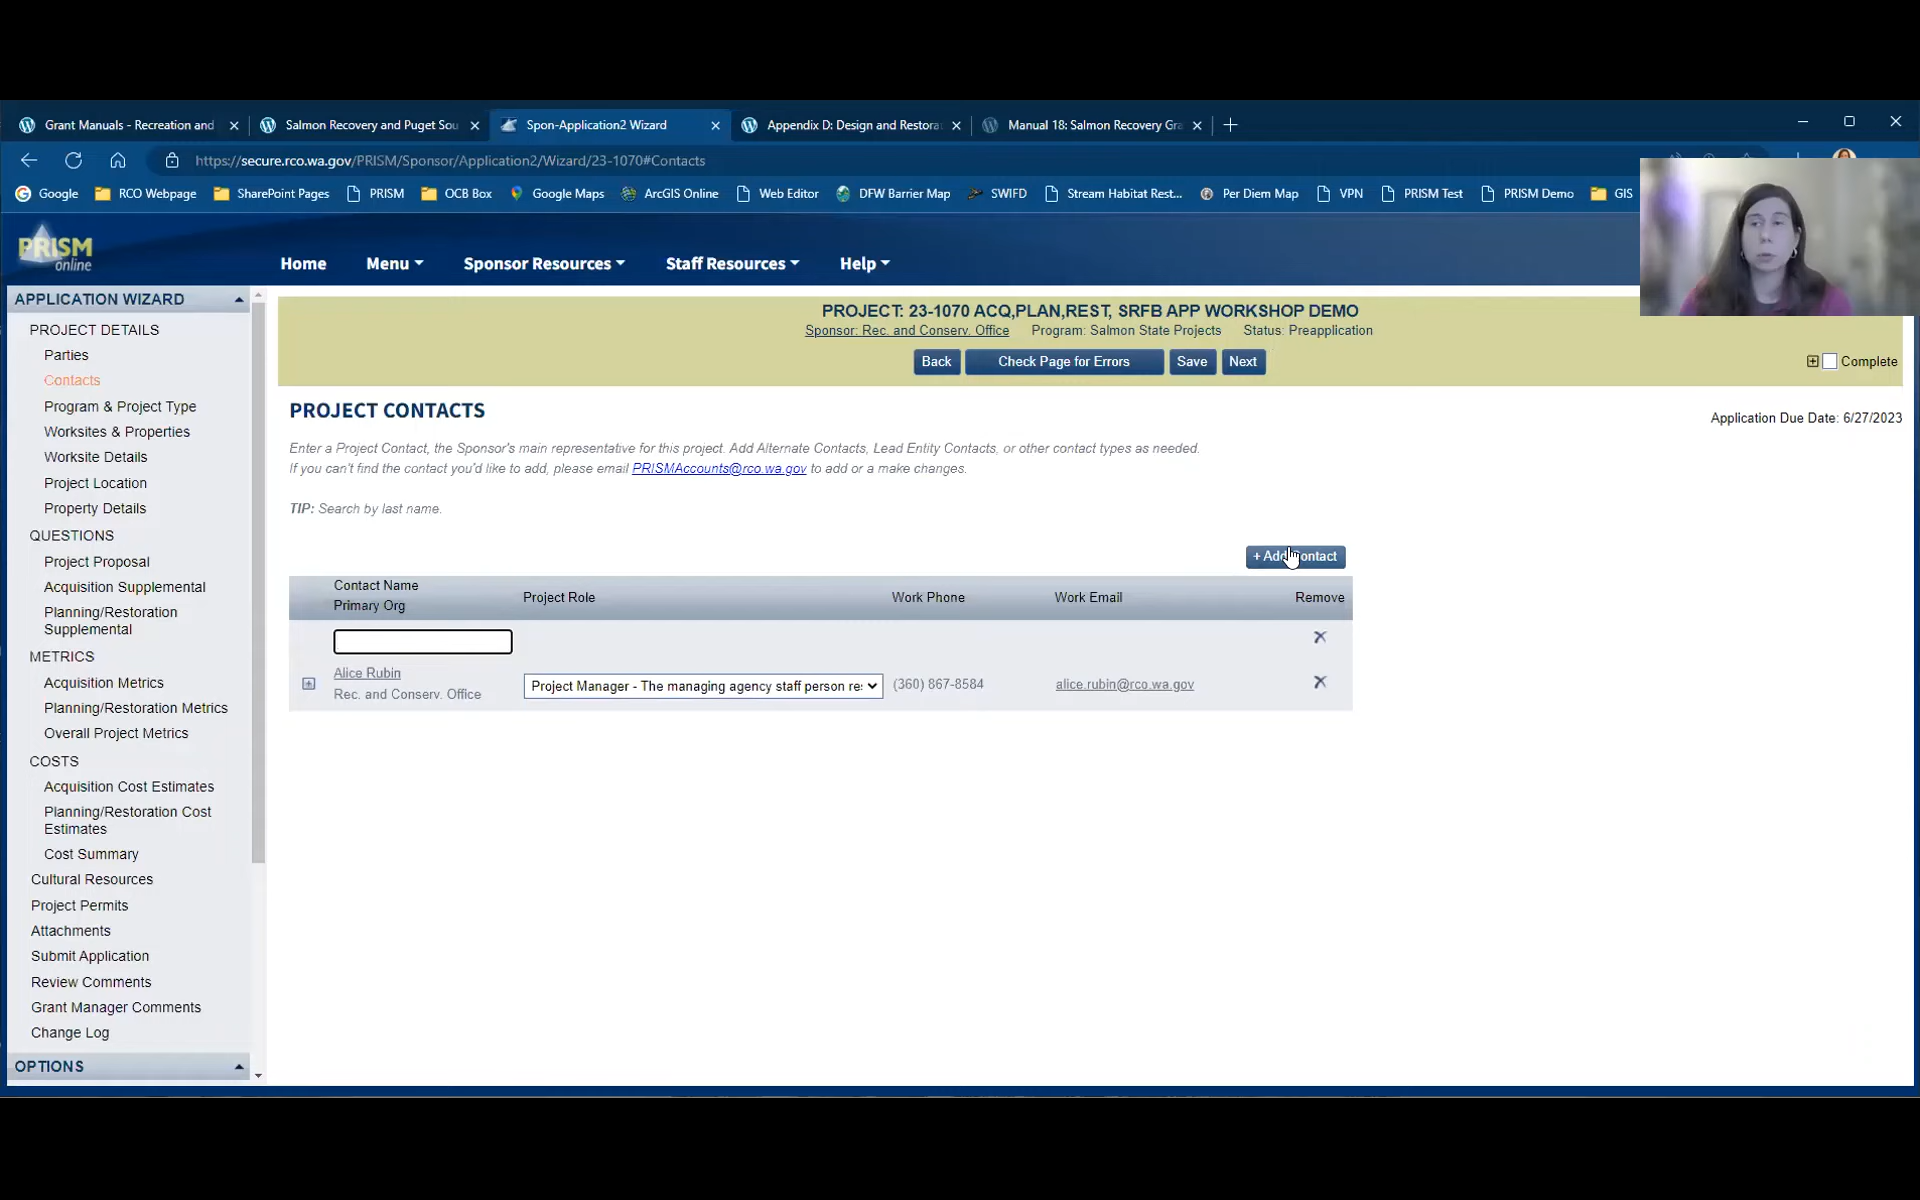 Grant Manuals - Recreation and
Salmon Recovery and Puget Sou
Spon-Application2 Wizard
Appendix D: Design and Restora
Manual 18: Salmon Recovery Gra
https://secure.rco.wa.gov/PRISM/Sponsor/Application2/Wizard/23-1070#Contacts
Google
RCO Webpage
SharePoint Pages
PRISM
OCB Box
Google Maps
ArcGIS Online
Web Editor
DFW Barrier Map
SWIFD
Stream Habitat Rest...
Per Diem Map
VPN
PRISM Test
PRISM Demo
GIS
PRISM
online
Home
Menu
Sponsor Resources
Staff Resources
Help
APPLICATION WIZARD
PROJECT DETAILS
Parties
Contacts
Program & Project Type
Worksites & Properties
Worksite Details
Project Location
Property Details
QUESTIONS
Project Proposal
Acquisition Supplemental
Planning/Restoration
Supplemental
METRICS
Acquisition Metrics
Planning/Restoration Metrics
Overall Project Metrics
COSTS
Acquisition Cost Estimates
Planning/Restoration Cost
Estimates
Cost Summary
Cultural Resources
Project Permits
Attachments
Submit Application
Review Comments
Grant Manager Comments
Change Log
OPTIONS
PROJECT: 23-1070 ACQ,PLAN,REST, SRFB APP WORKSHOP DEMO
Sponsor: Rec. and Conserv. Office Program: Salmon State Projects Status: Preapplication
Back
Check Page for Errors
Save
Next
Complete
PROJECT CONTACTS
Application Due Date: 6/27/2023
Enter a Project Contact, the Sponsor's main representative for this project. Add Alternate Contacts, Lead Entity Contacts, or other contact types as needed.
If you can't find the contact you'd like to add, please email PRISMAccounts@rco.wa.gov to add or a make changes.
TIP: Search by last name.
+ Add Contact
Contact Name
Primary Org
Project Role
Work Phone
Work Email
Remove
Alice Rubin
Rec. and Conserv. Office
Project Manager - The managing agency staff person re
(360) 867-8584
alice.rubin@rco.wa.gov